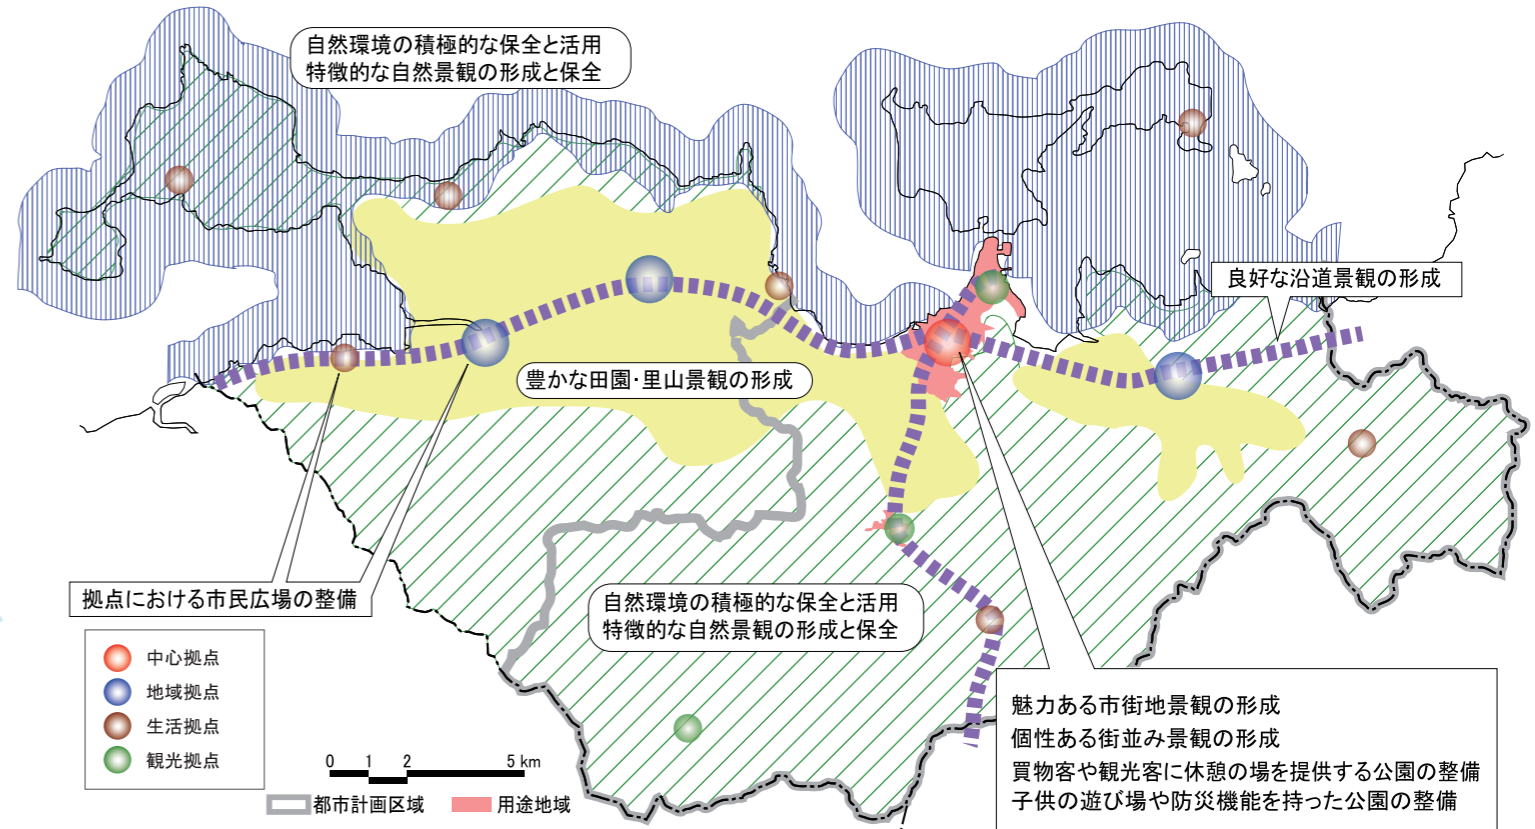 自然環境の積極的な保全と活用
特徴的な自然景観の形成と保全
良好な沿道景観の形成
豊かな田園・里山景観の形成
拠点における市民広場の整備
自然環境の積極的な保全と活用
特徴的な自然景観の形成と保全
中心拠点
地域拠点
生活拠点
観光拠点
0 1 2 5 km
都市計画区域 用途地域
魅力ある市街地景観の形成
個性ある街並み景観の形成
買物客や観光客に休憩の場を提供する公園の整備
子供の遊び場や防災機能を持った公園の整備